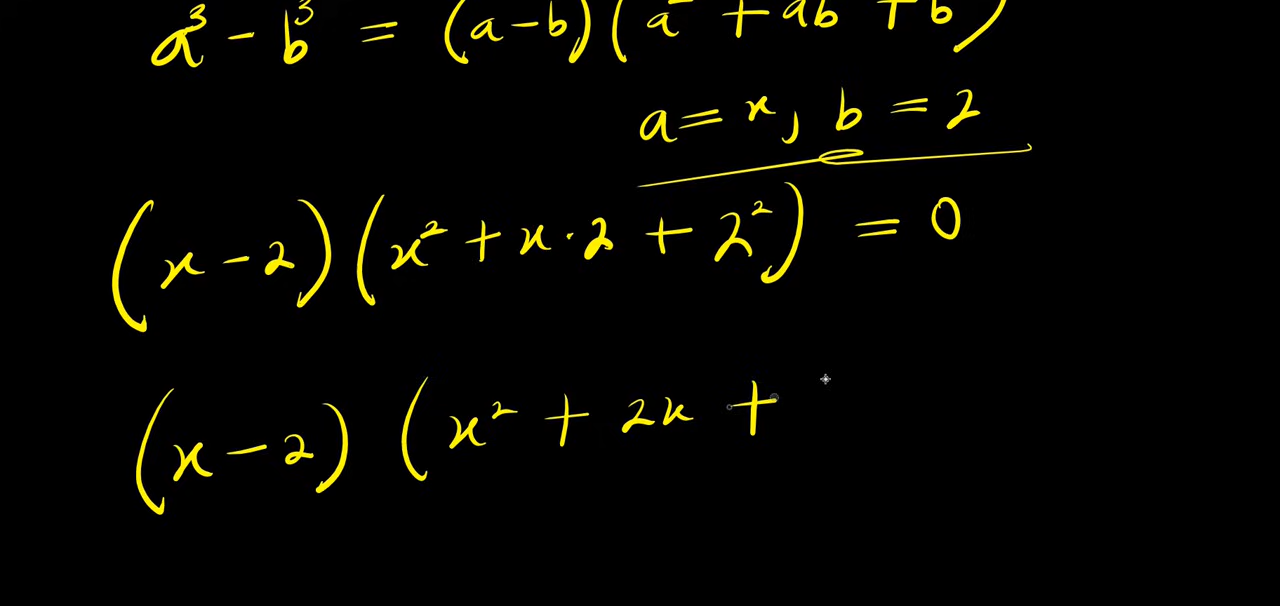 a³ - b³ = (a-b)(a² + ab + b²)
a = x, b = 2
(x - 2)(x² + x · 2 + 2²) = 0
(x - 2) (x² + 2x +